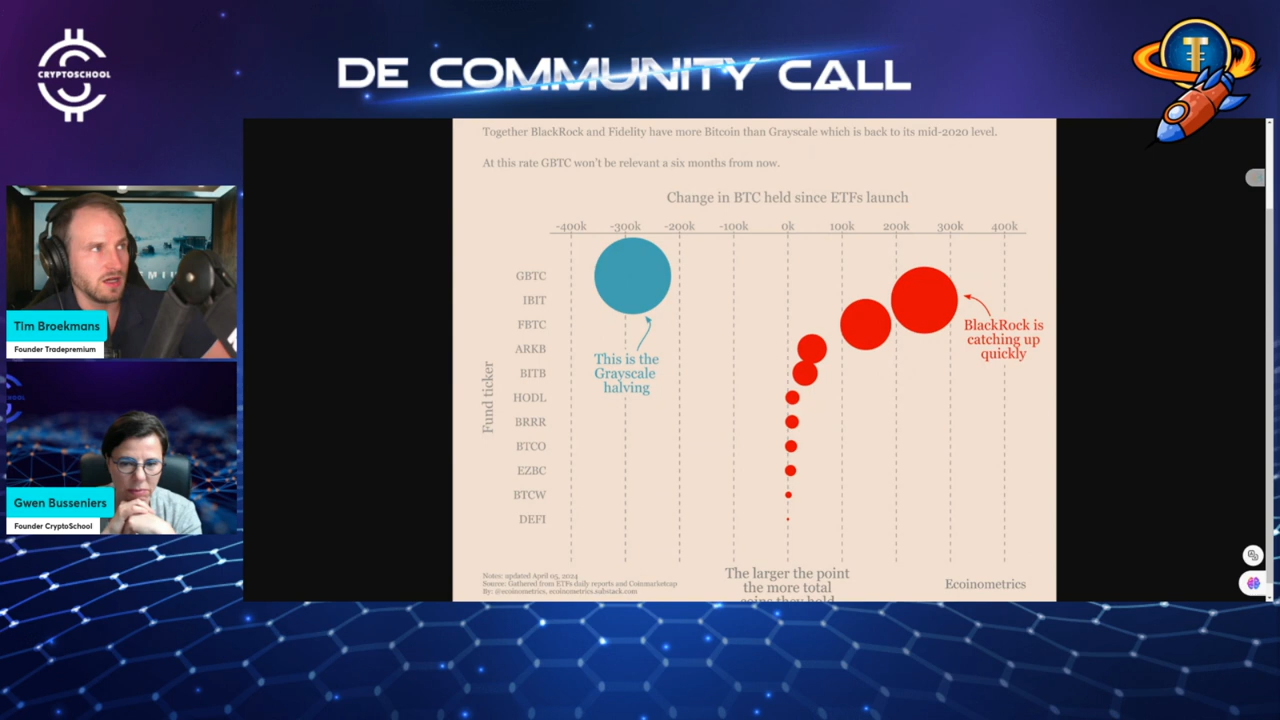 CRYPTOSCHOOL
DE COMMUNITY CALL
Together BlackRock and Fidelity have more Bitcoin than Grayscale which is back to its mid-2020 level.
At this rate GBTC won't be relevant a six months from now.
Change in BTC held since ETFs launch
-400k -300k -200k -100k 0k 100k 200k 300k 400k
GBTC
IBIT
FBTC
ARKB
BITB
HODL
BRRR
BTCO
EZBC
BTCW
DEFI
Fund ticker
This is the
Grayscale
halving
BlackRock is
catching up
quickly
Notes: updated April 05, 2024
Source: Gathered from ETFs daily reports and Coinmarketcap
By: @ecoinometrics, ecoinometrics.substack.com
The larger the point
the more total
coins they hold
Ecoinometrics
Tim Broekmans
Founder Tradepremium
Gwen Busseniers
Founder CryptoSchool